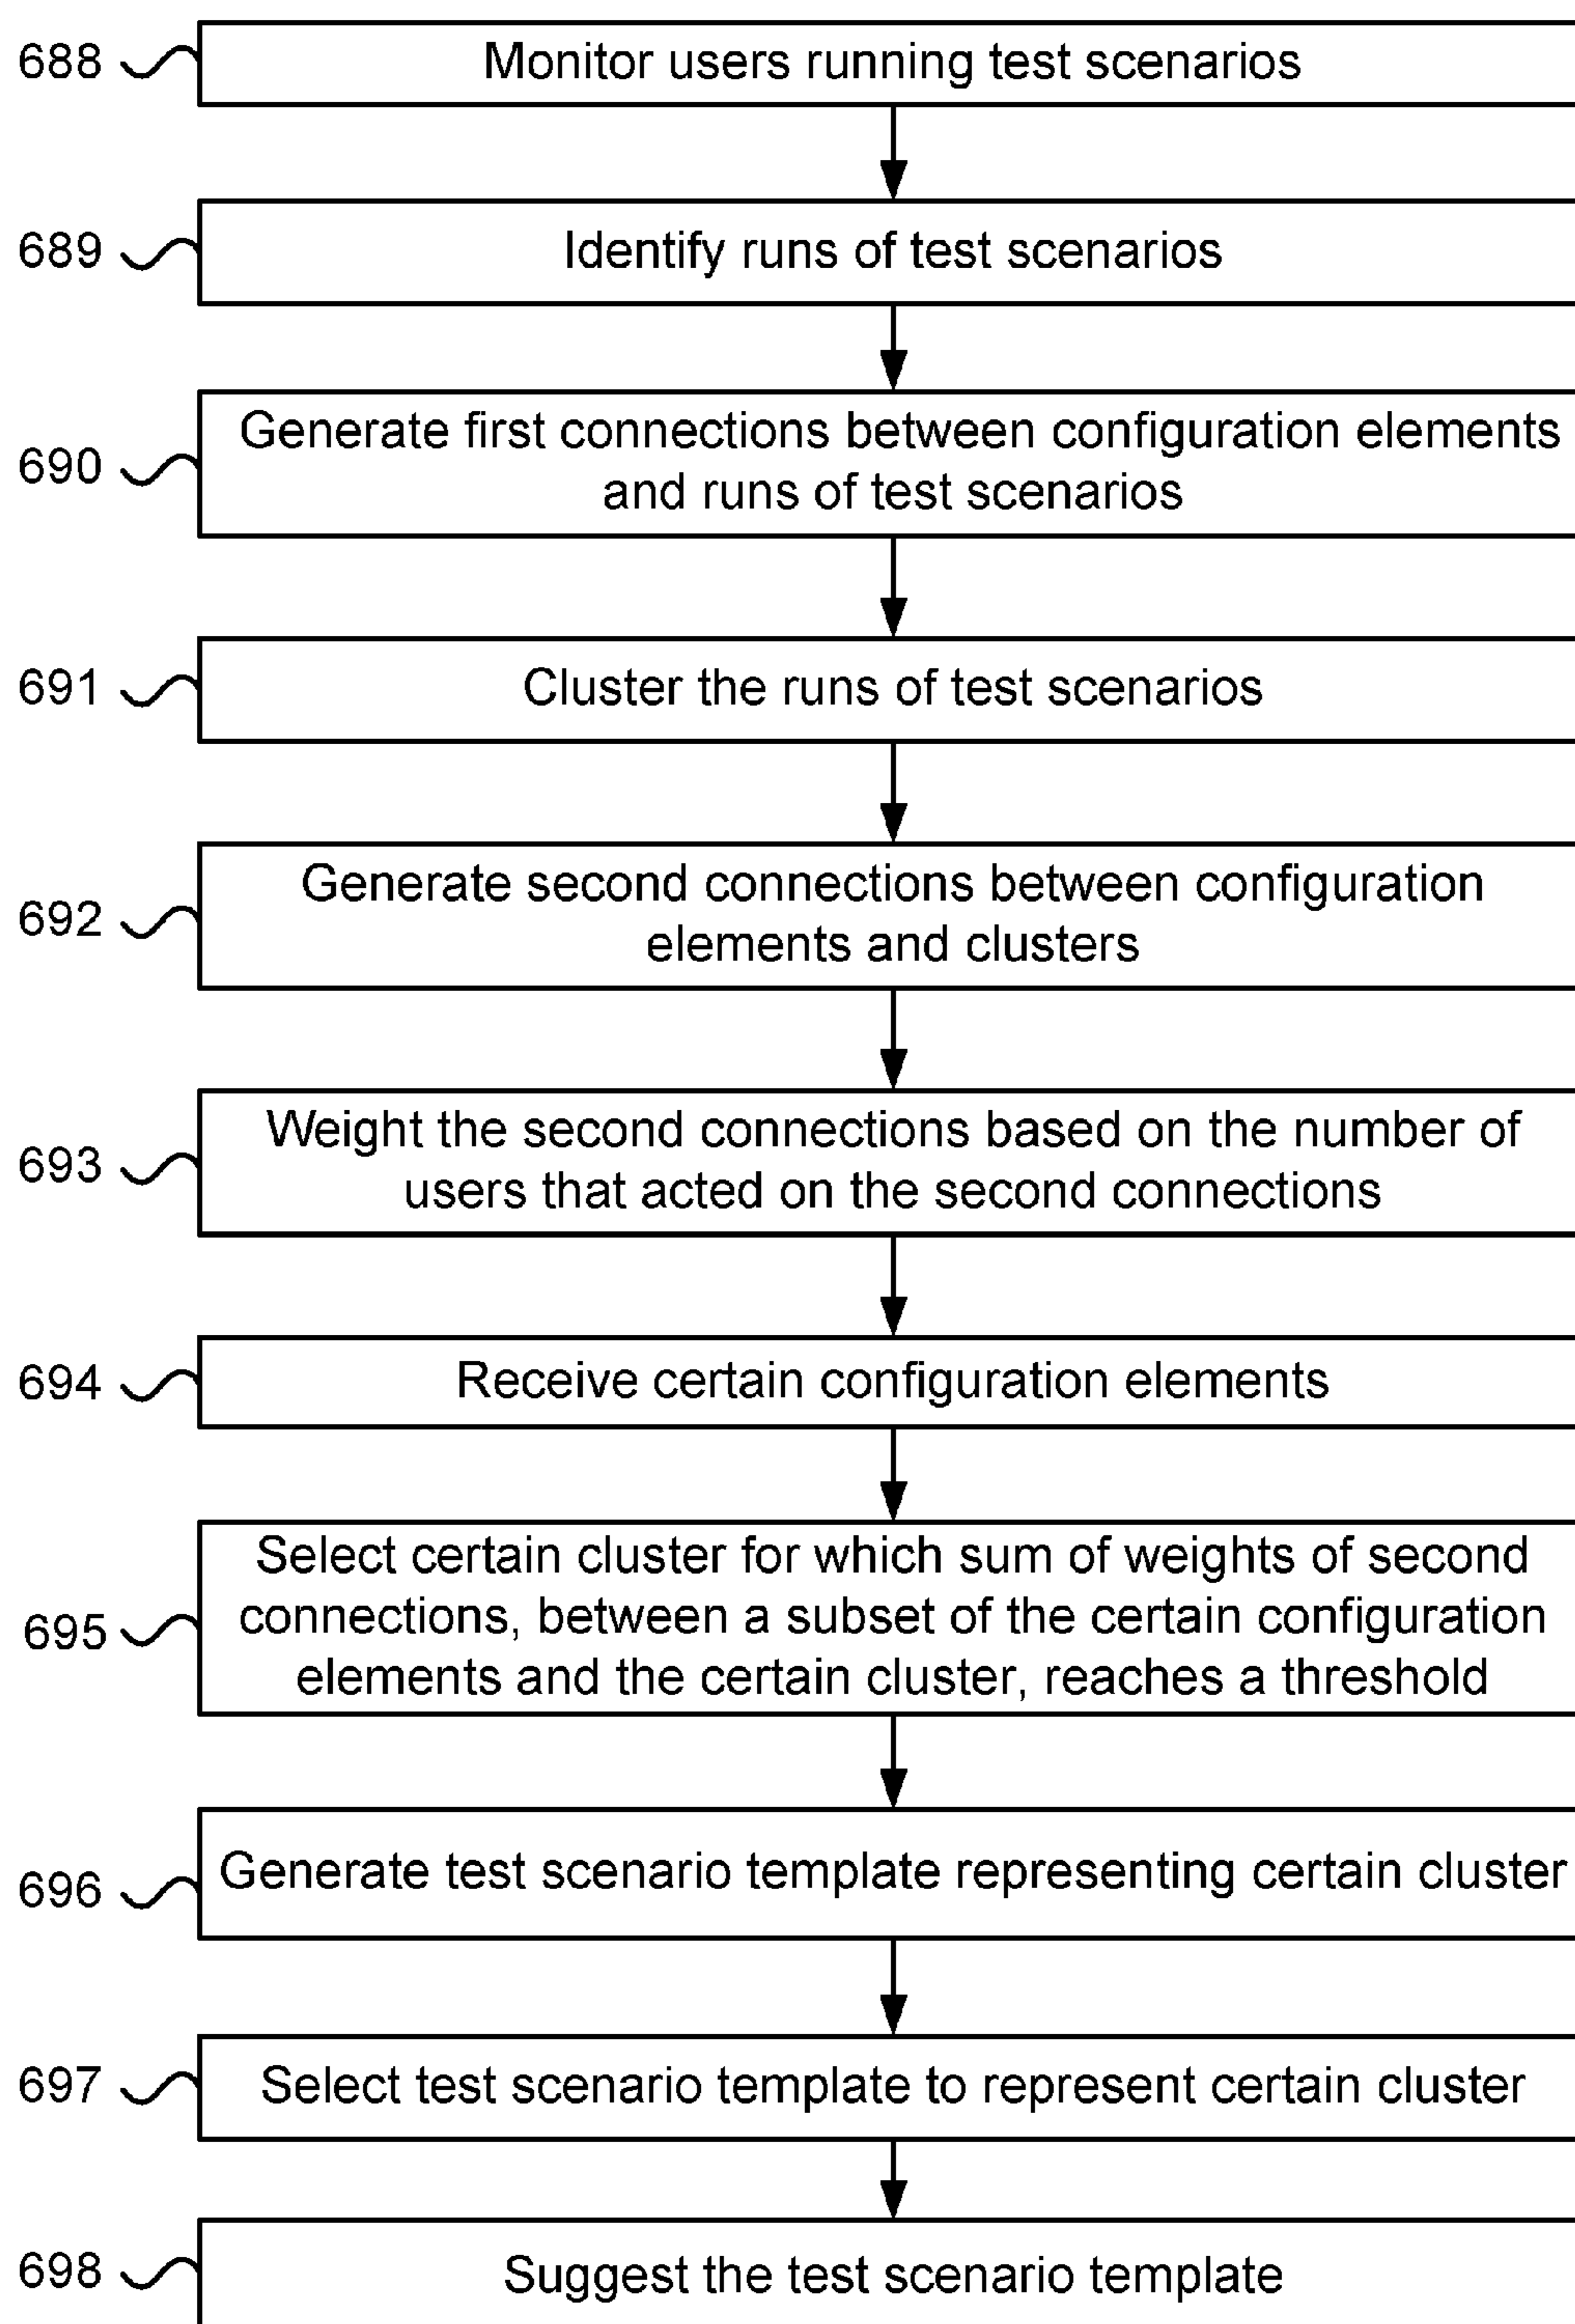 688
Monitor users running test scenarios
689
Identify runs of test scenarios
690
Generate first connections between configuration elements
and runs of test scenarios
691
Cluster the runs of test scenarios
692
Generate second connections between configuration
elements and clusters
693
Weight the second connections based on the number of
users that acted on the second connections
694
Receive certain configuration elements
695
Select certain cluster for which sum of weights of second
connections, between a subset of the certain configuration
elements and the certain cluster, reaches a threshold
696
Generate test scenario template representing certain cluster
697
Select test scenario template to represent certain cluster
698
Suggest the test scenario template